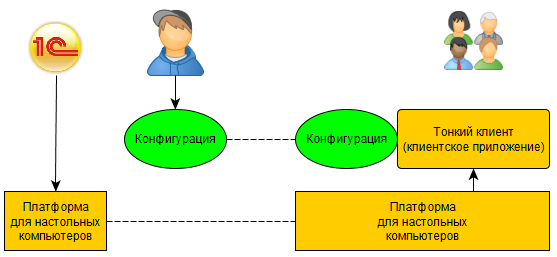 1С
Конфигурация
Конфигурация
Тонкий клиент
(клиентское приложение)
Платформа
для настольных
компьютеров
Платформа
для настольных
компьютеров